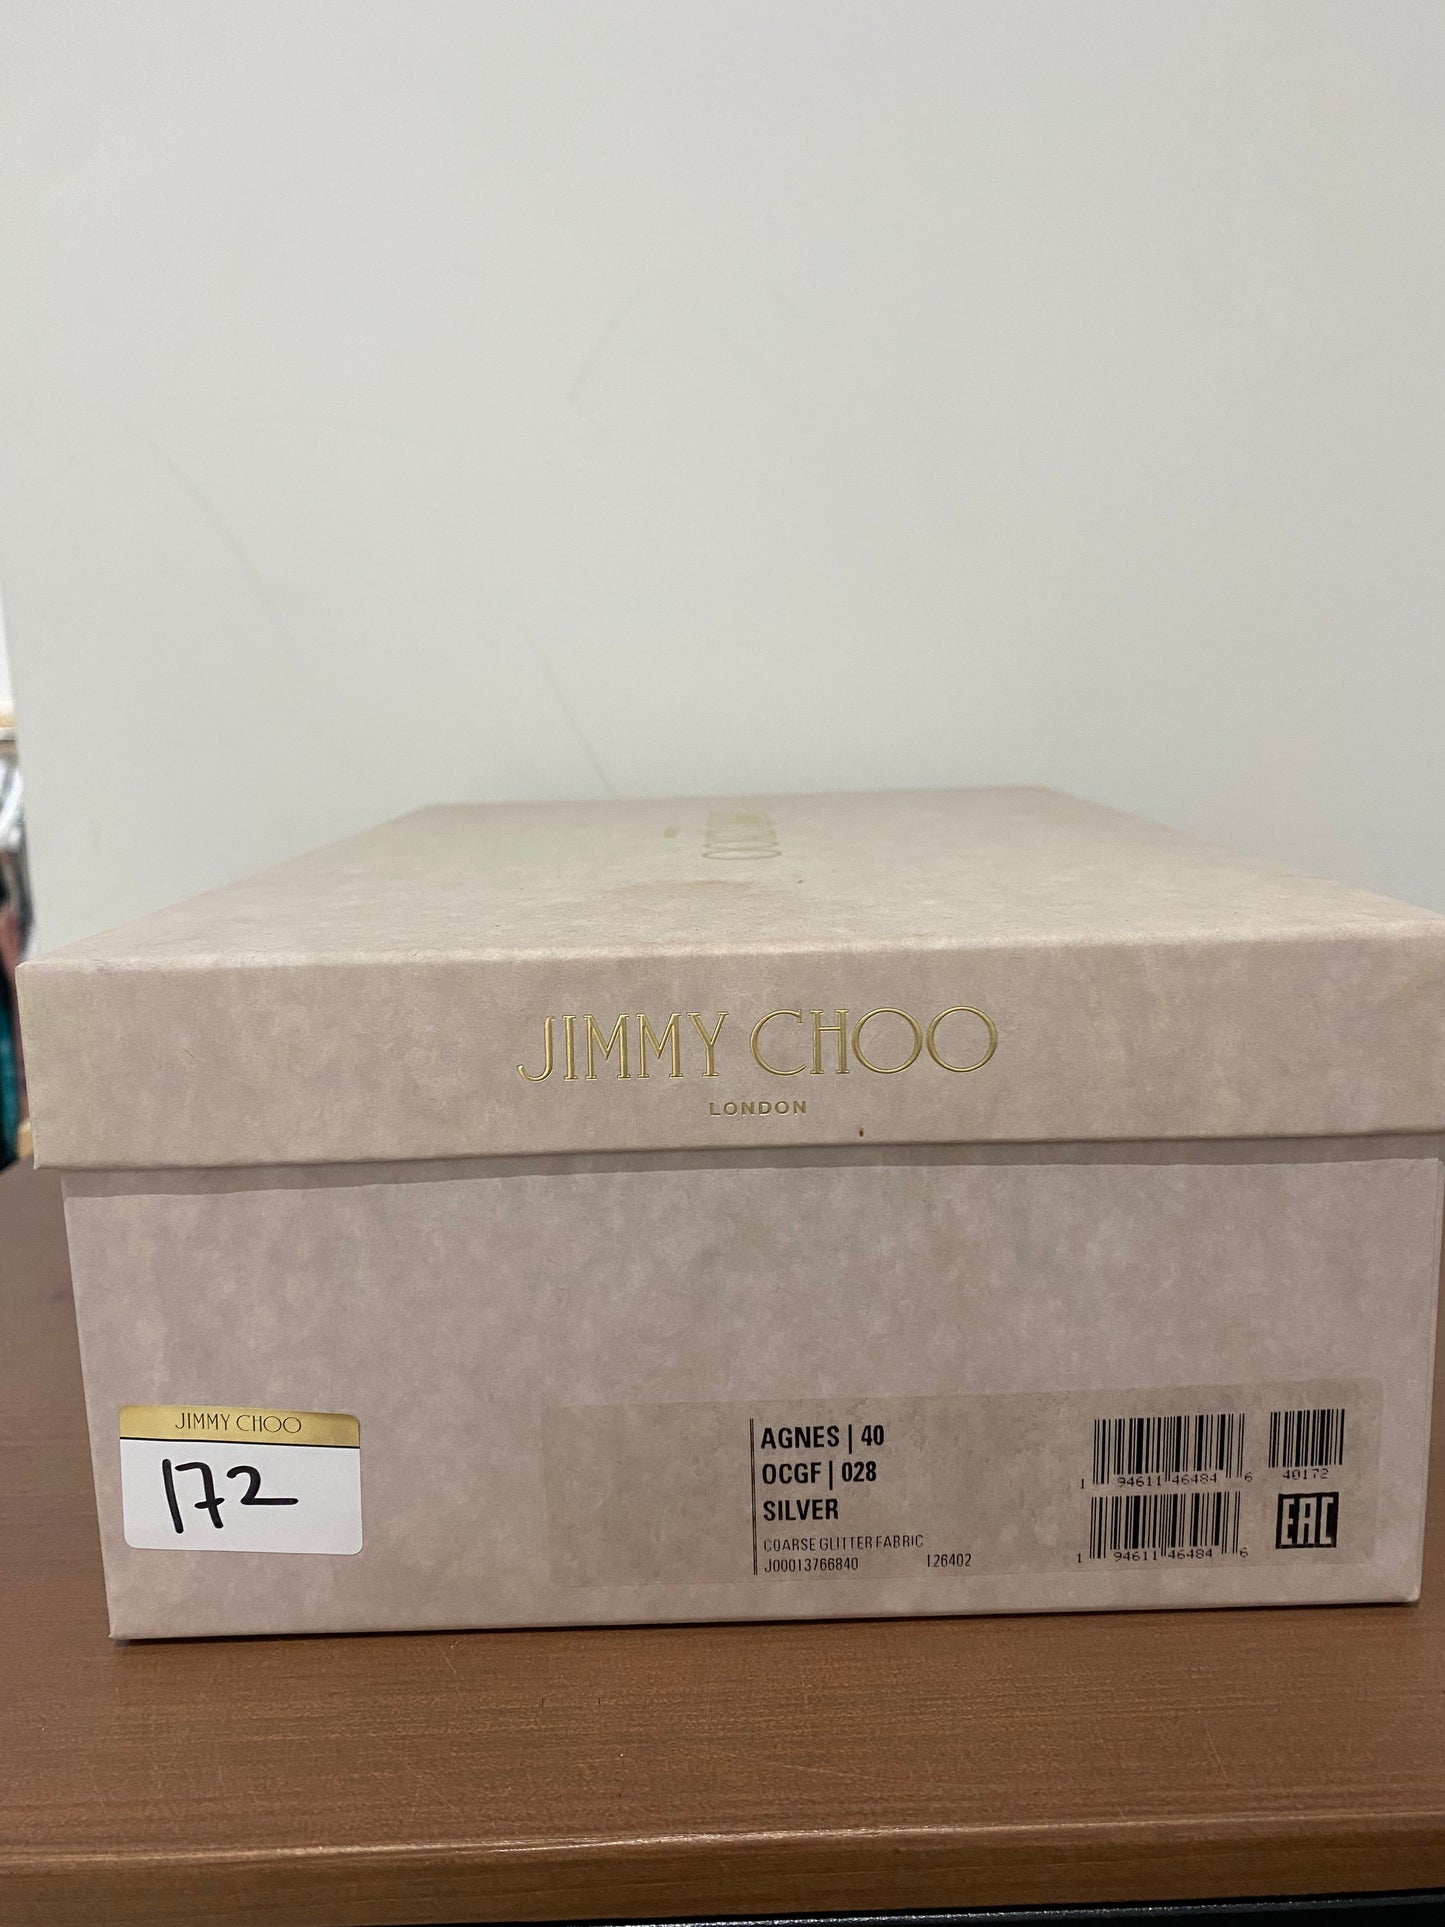 JIMMY CHOO
LONDON
JIMMY CHOO
172
AGNES | 40
OCGF | 028
SILVER
COARSE GLITTER FABRIC
J00013766840 126402
1 94611 46484 6
40172
1 94611 46484 6
EAC